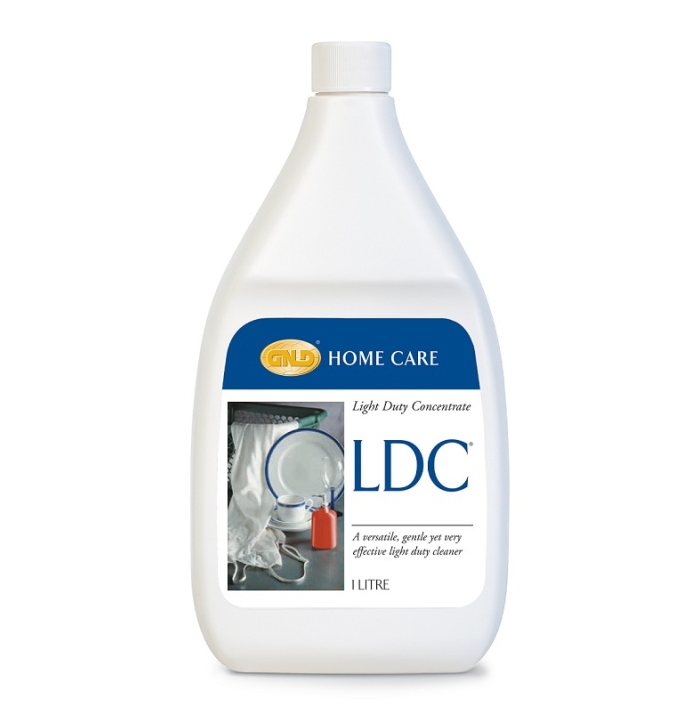 GNLD® HOME CARE
Light Duty Concentrate
LDC®
A versatile, gentle yet very
effective light duty cleaner
1 LITRE